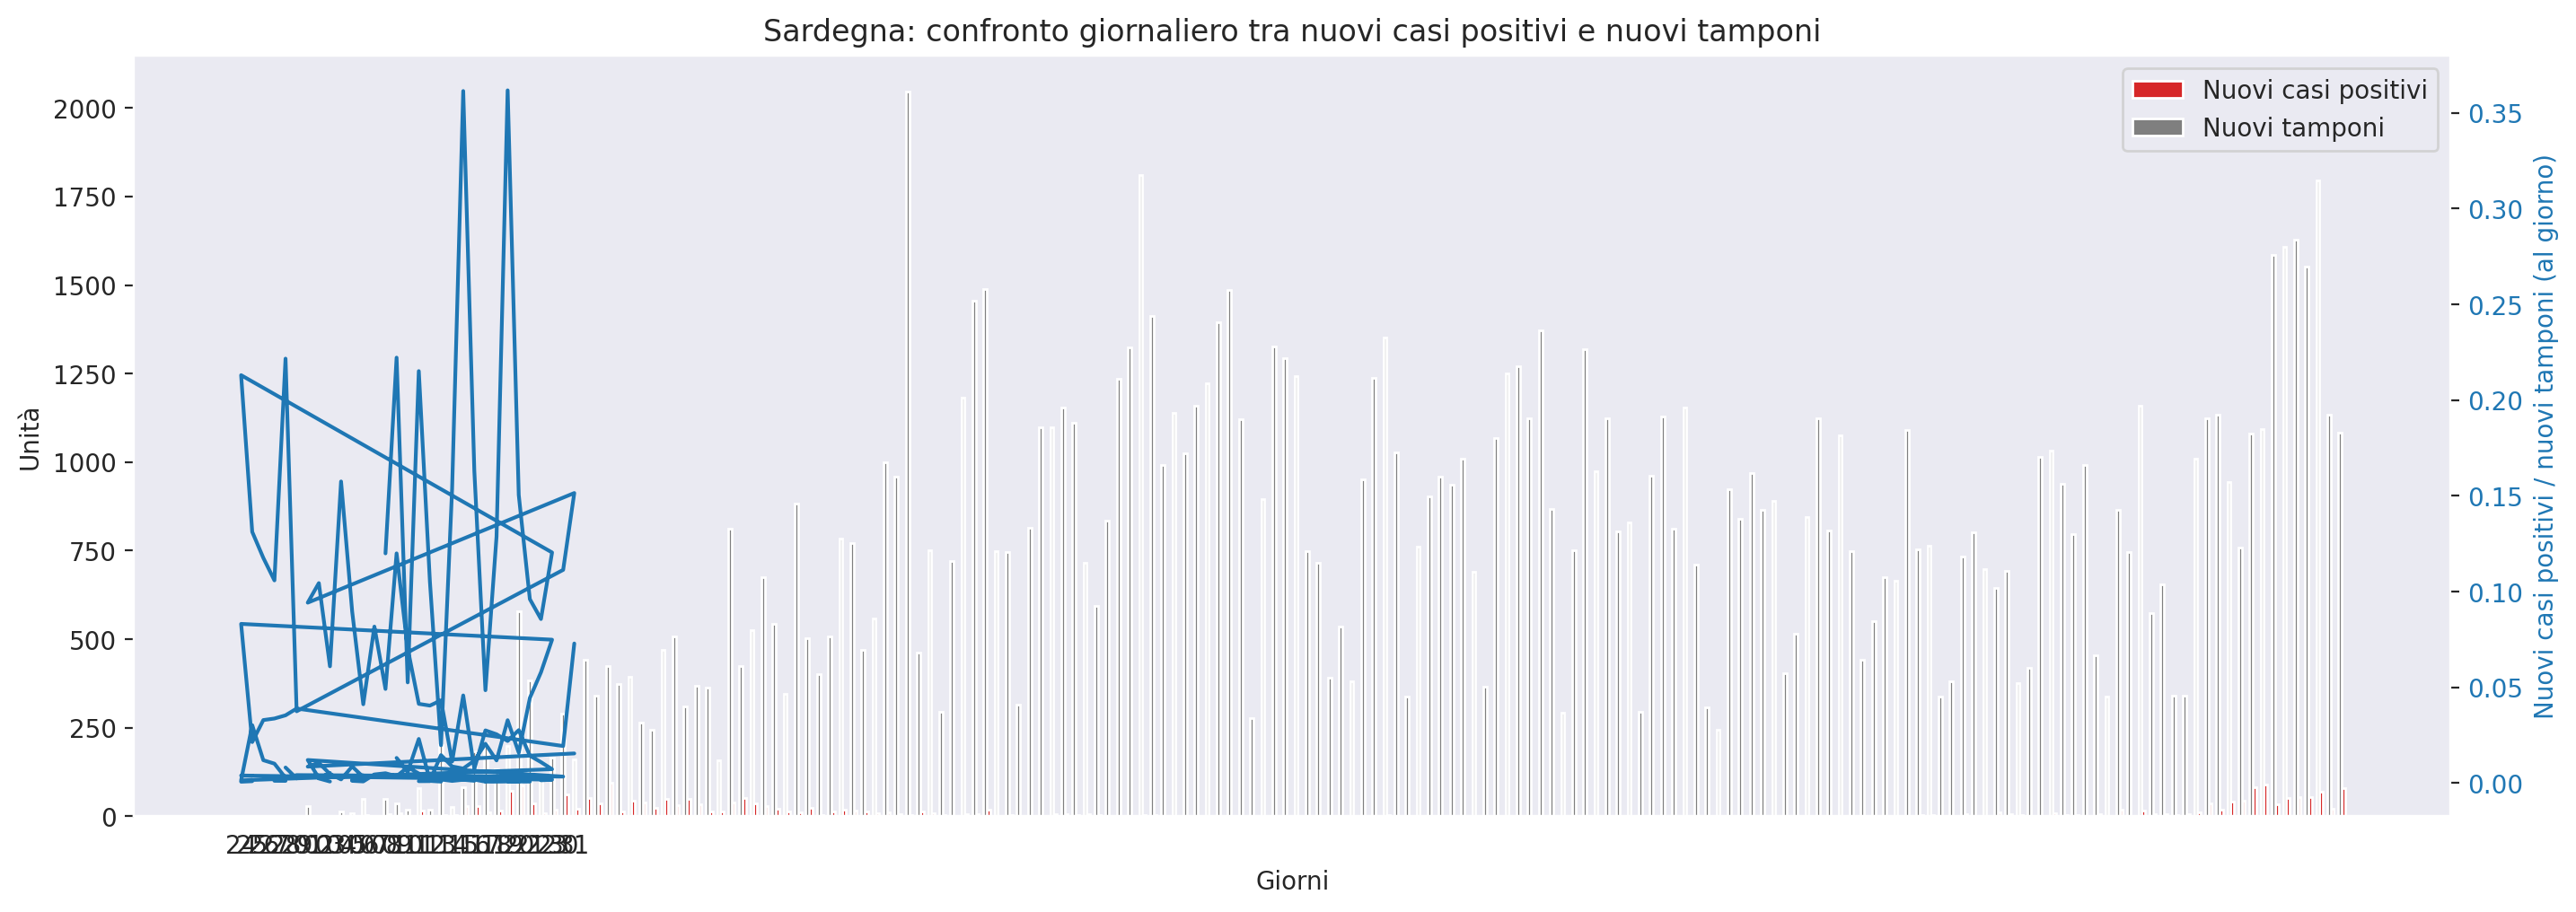 Sardegna: confronto giornaliero tra nuovi casi positivi e nuovi tamponi
Nuovi casi positivi
Nuovi tamponi
2000
1750
1500
1250
1000
750
500
250
0
Unità
0.35
0.30
0.25
0.20
0.15
0.10
0.05
0.00
Nuovi casi positivi / nuovi tamponi (al giorno)
Giorni